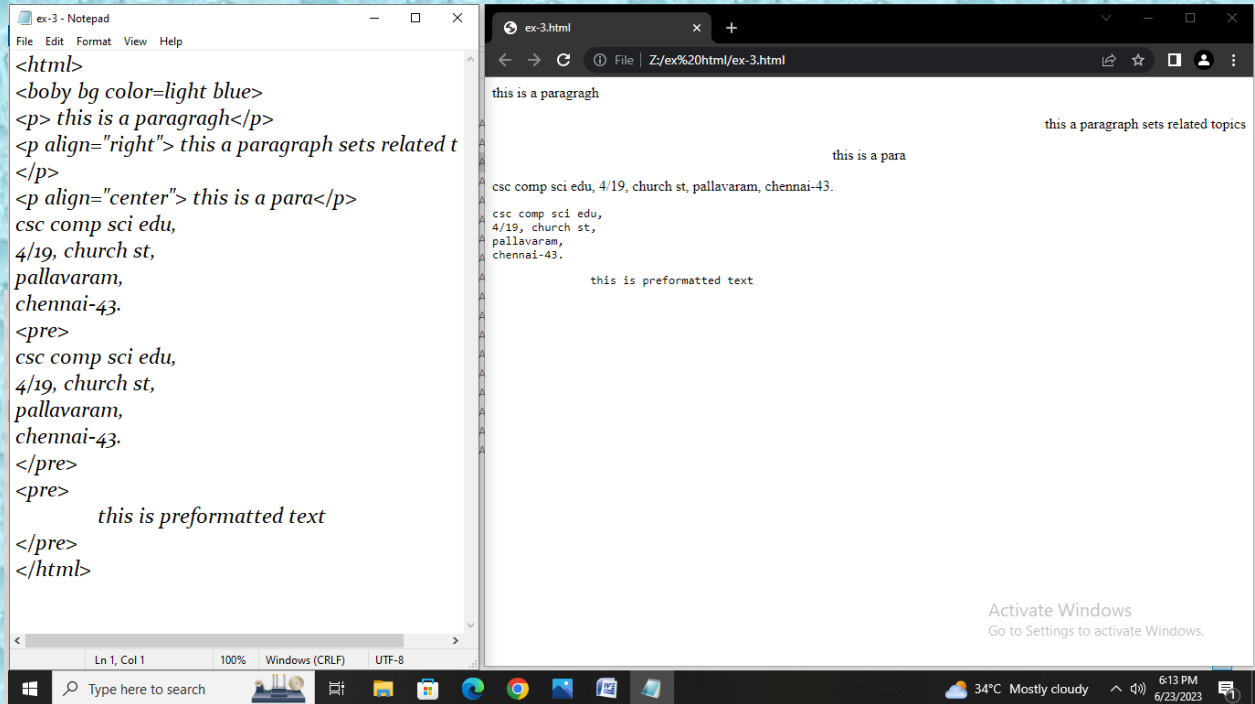 ex-3 - Notepad
File Edit Format View Help
<html>
<boby bg color=light blue>
<p> this is a paragragh</p>
<p align="right"> this a paragraph sets related t
</p>
<p align="center"> this is a para</p>
csc comp sci edu,
4/19, church st,
pallavaram,
chennai-43.
<pre>
csc comp sci edu,
4/19, church st,
pallavaram,
chennai-43.
</pre>
<pre>
this is preformatted text
</pre>
</html>
Ln 1, Col 1 100% Windows (CRLF) UTF-8
ex-3.html
File Z:/ex%20html/ex-3.html
this is a paragragh
this a paragraph sets related topics
this is a para
csc comp sci edu, 4/19, church st, pallavaram, chennai-43.
csc comp sci edu,
4/19, church st,
pallavaram,
chennai-43.
this is preformatted text
Activate Windows
Go to Settings to activate Windows.
Type here to search
34°C Mostly cloudy
6:13 PM
6/23/2023
1